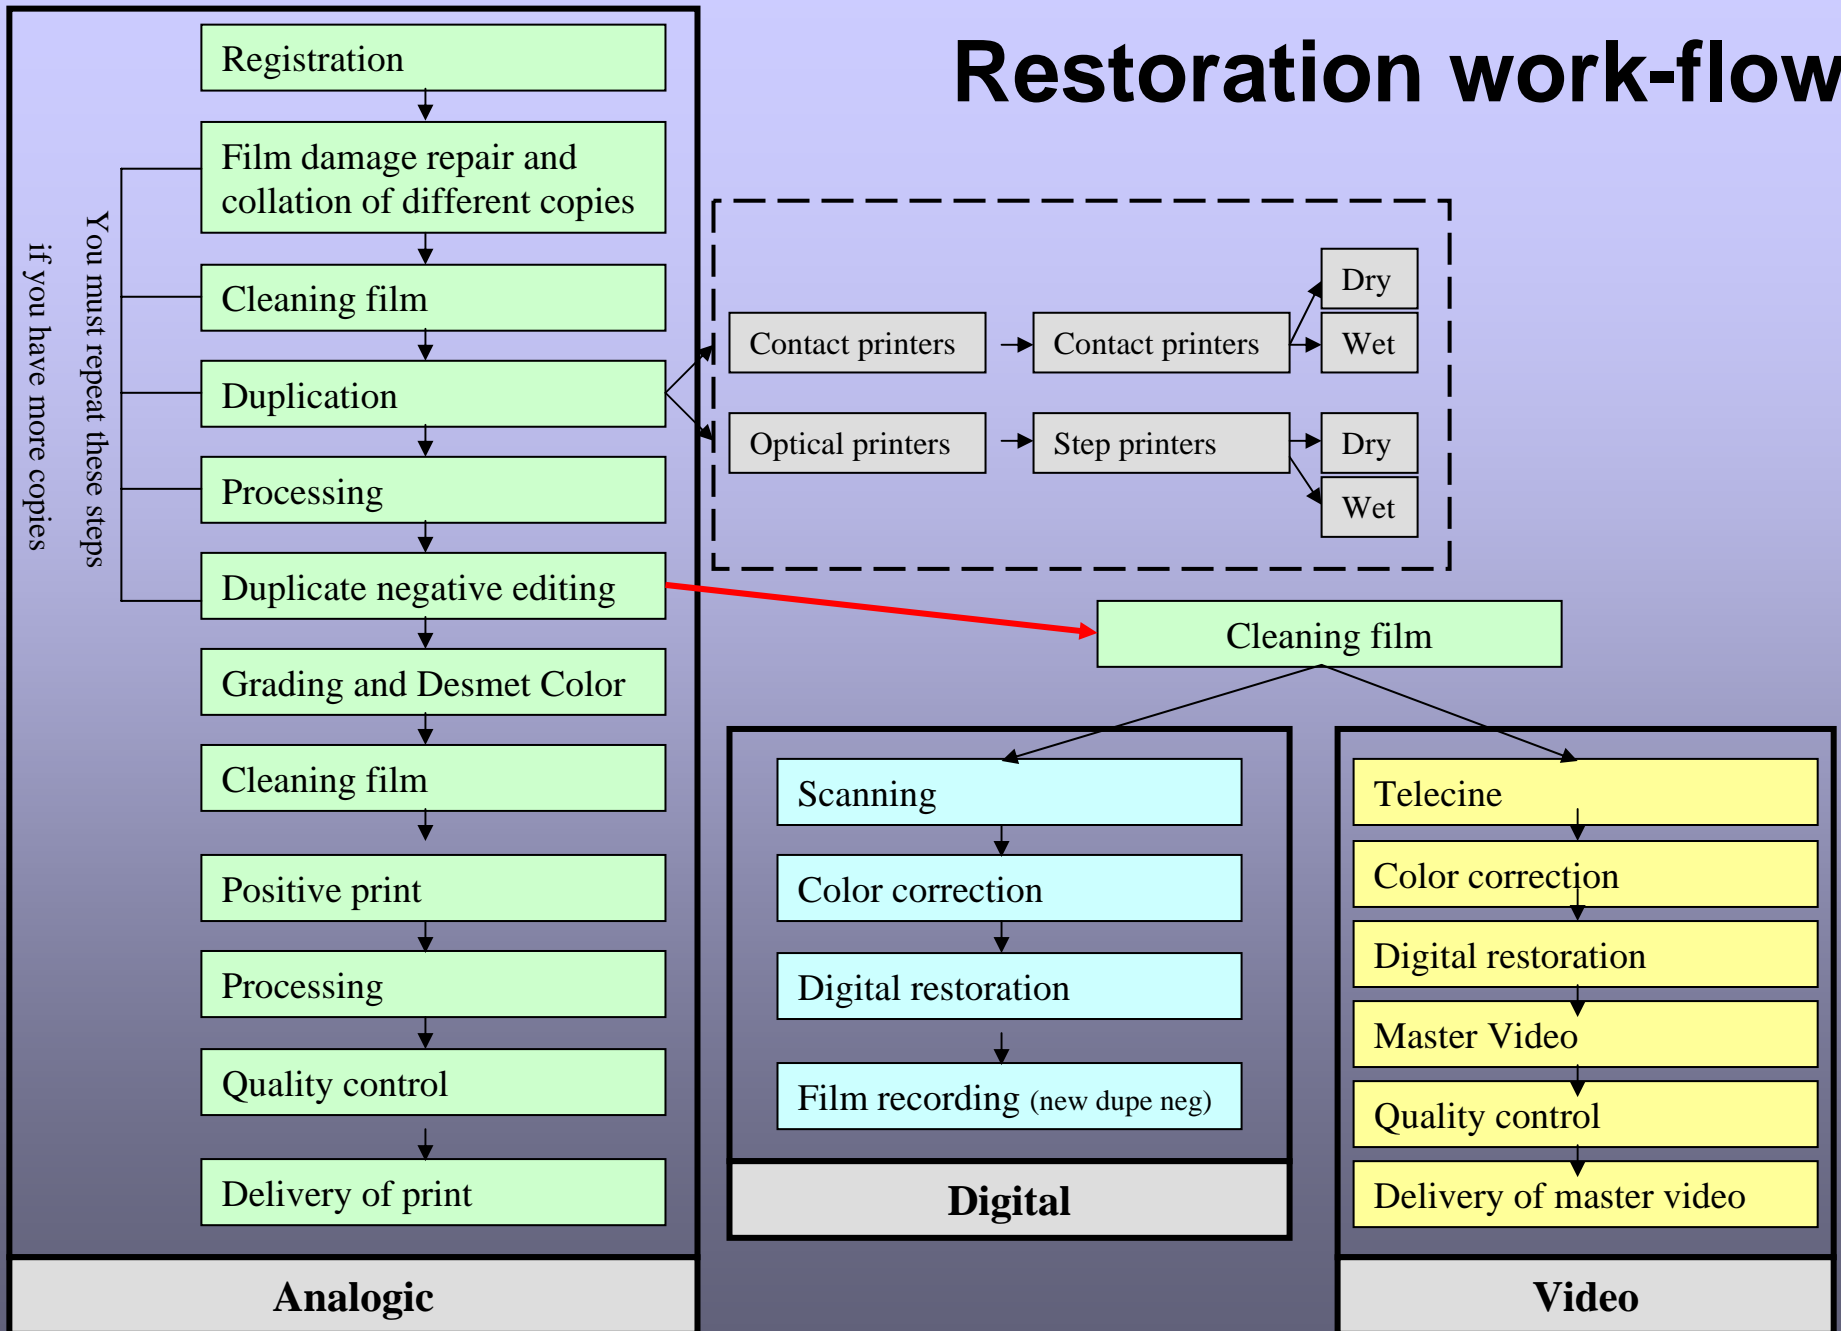 Restoration work-flow
Registration
Film damage repair and
collation of different copies
Cleaning film
Duplication
Processing
Duplicate negative editing
Grading and Desmet Color
Cleaning film
Positive print
Processing
Quality control
Delivery of print
You must repeat these steps
if you have more copies
Analogic
Contact printers
Contact printers
Dry
Wet
Optical printers
Step printers
Dry
Wet
Cleaning film
Scanning
Color correction
Digital restoration
Film recording (new dupe neg)
Digital
Telecine
Color correction
Digital restoration
Master Video
Quality control
Delivery of master video
Video